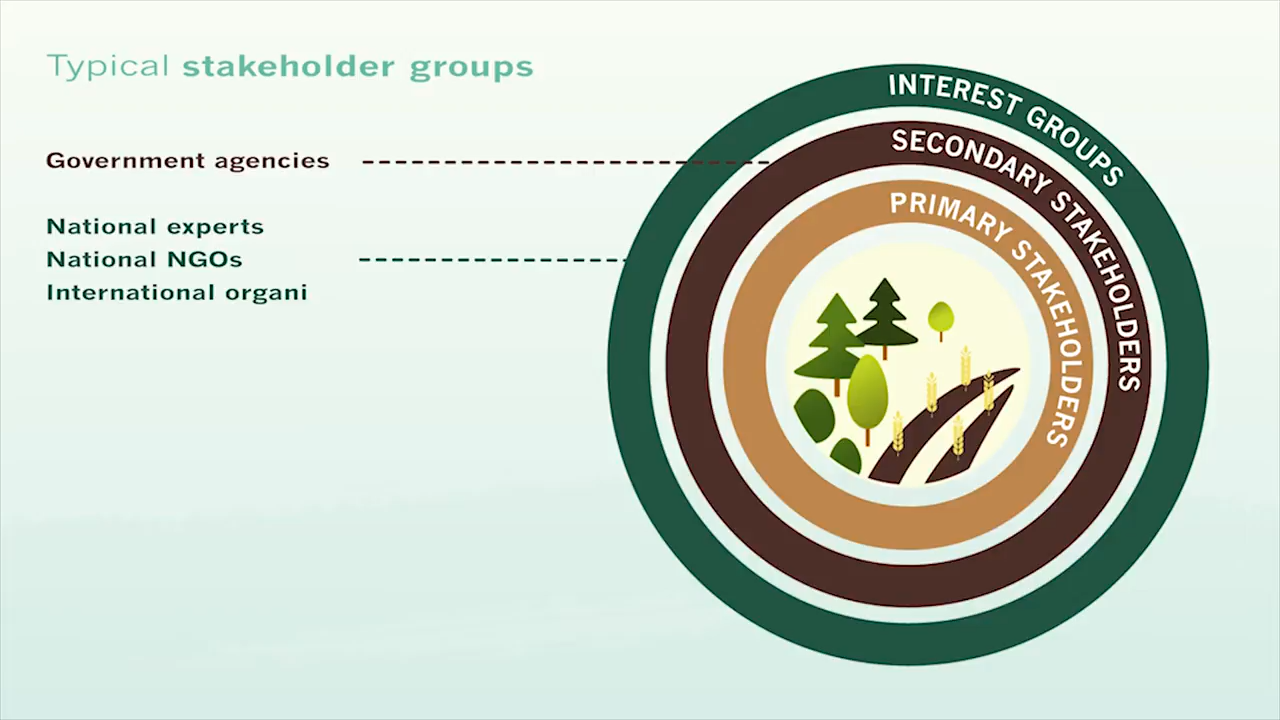 Typical stakeholder groups
Government agencies
National experts
National NGOs
International organi
INTEREST GROUPS
SECONDARY STAKEHOLDERS
PRIMARY STAKEHOLDERS